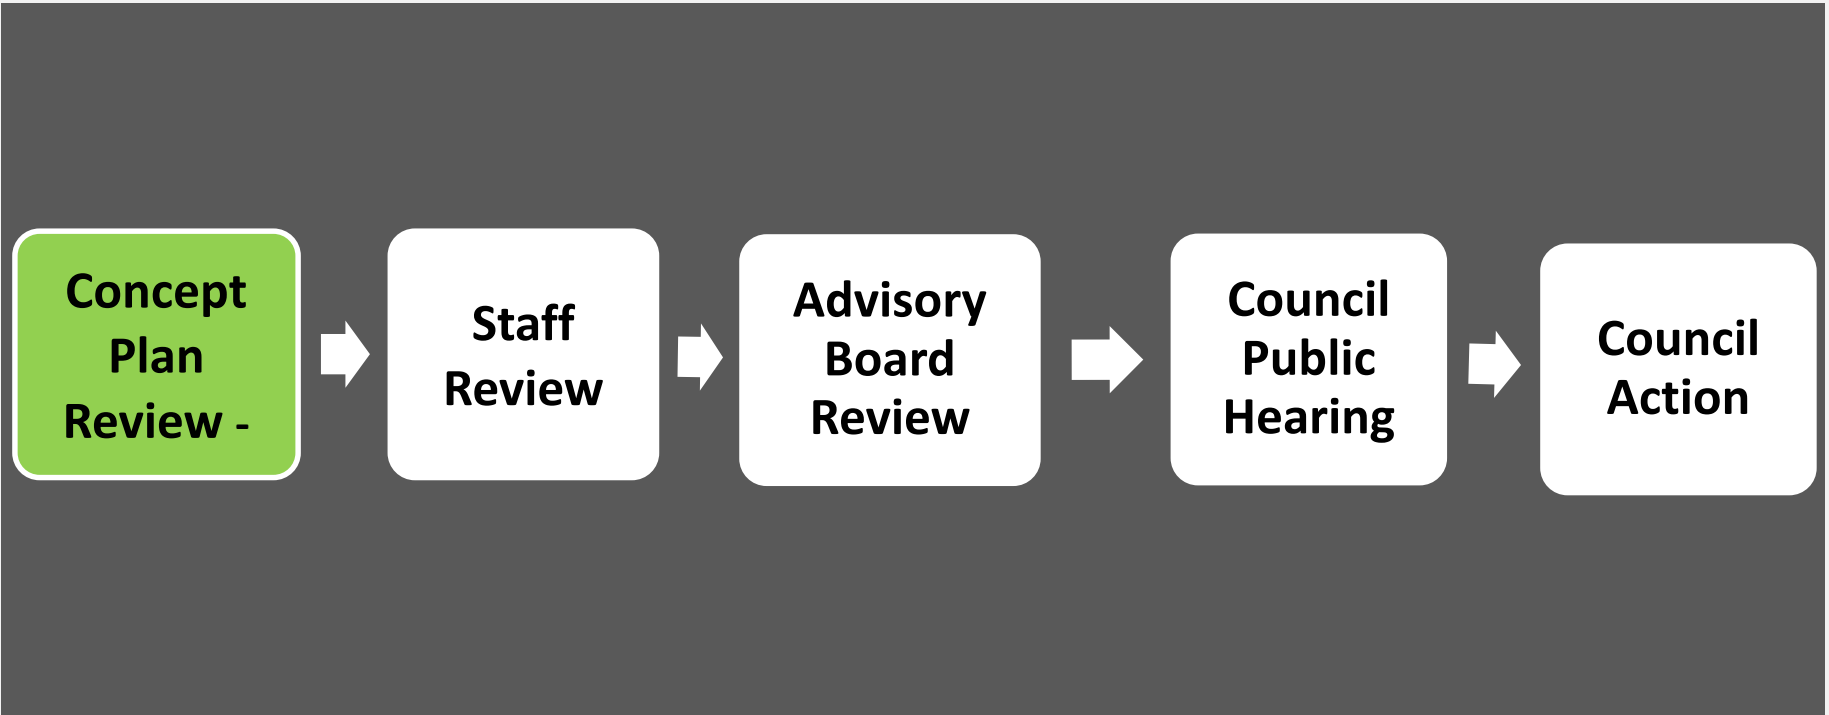 Concept
Plan
Review -
Staff
Review
Advisory
Board
Review
Council
Public
Hearing
Council
Action